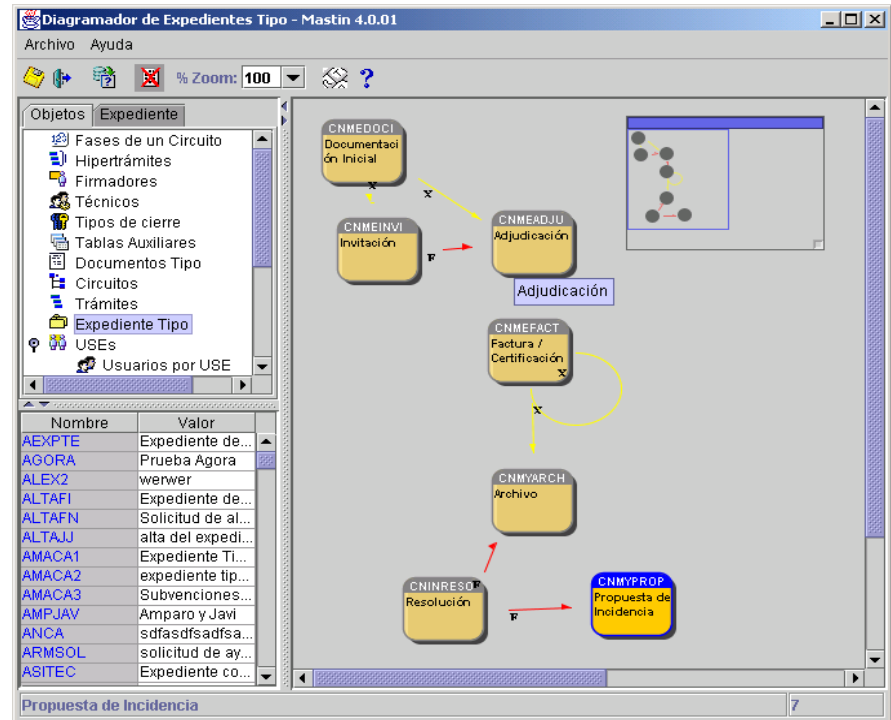 Diagramador de Expedientes Tipo - Mastin 4.0.01
Archivo Ayuda
% Zoom: 100
Objetos Expediente
Fases de un Circuito
Hipertrámites
Firmadores
Técnicos
Tipos de cierre
Tablas Auxiliares
Documentos Tipo
Circuitos
Trámites
Expediente Tipo
USEs
Usuarios por USE
Nombre Valor
AEXPTE Expediente de...
AGORA Prueba Agora
ALEX2 werwer
ALTAFI Expediente de...
ALTAFN Solicitud de al...
ALTAJJ alta del expedi...
AMACA1 Expediente Ti...
AMACA2 expediente tip...
AMACA3 Subvenciones...
AMPJAV Amparo y Javi
ANCA sdfasdfsadfsa...
ARMSOL solicitud de ay...
ASITEC Expediente co...
CNMEDOCI
Documentaci
ón Inicial
X
X
CNMEINVI
Invitación
F
CNMEADJU
Adjudicación
Adjudicación
CNMEFACT
Factura /
Certificación
X
X
CNMYARCH
Archivo
CNINRESO
F
Resolución
F
CNMYPROP
Propuesta de
Incidencia
Propuesta de Incidencia 7